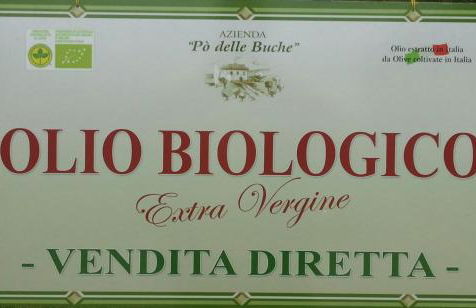 AZIENDA
"Pò delle Buche"
Olio estratto in Italia
da Olive coltivate in Italia
OLIO BIOLOGICO
Extra Vergine
- VENDITA DIRETTA -